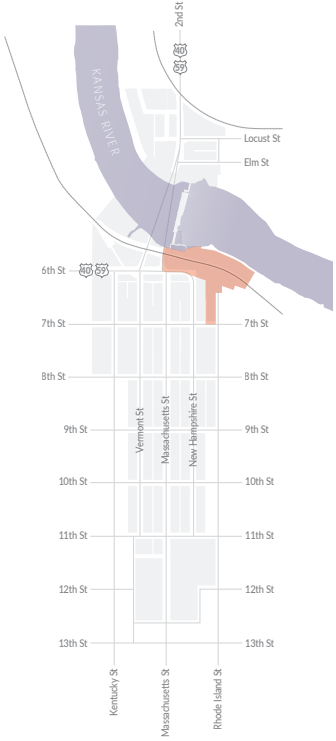 2nd St
40
59
KANSAS RIVER
Locust St
Elm St
6th St
40 59
7th St
7th St
8th St
8th St
Vermont St
Massachusetts St
New Hampshire St
9th St
9th St
10th St
10th St
11th St
11th St
12th St
12th St
13th St
13th St
Kentucky St
Massachusetts St
Rhode Island St